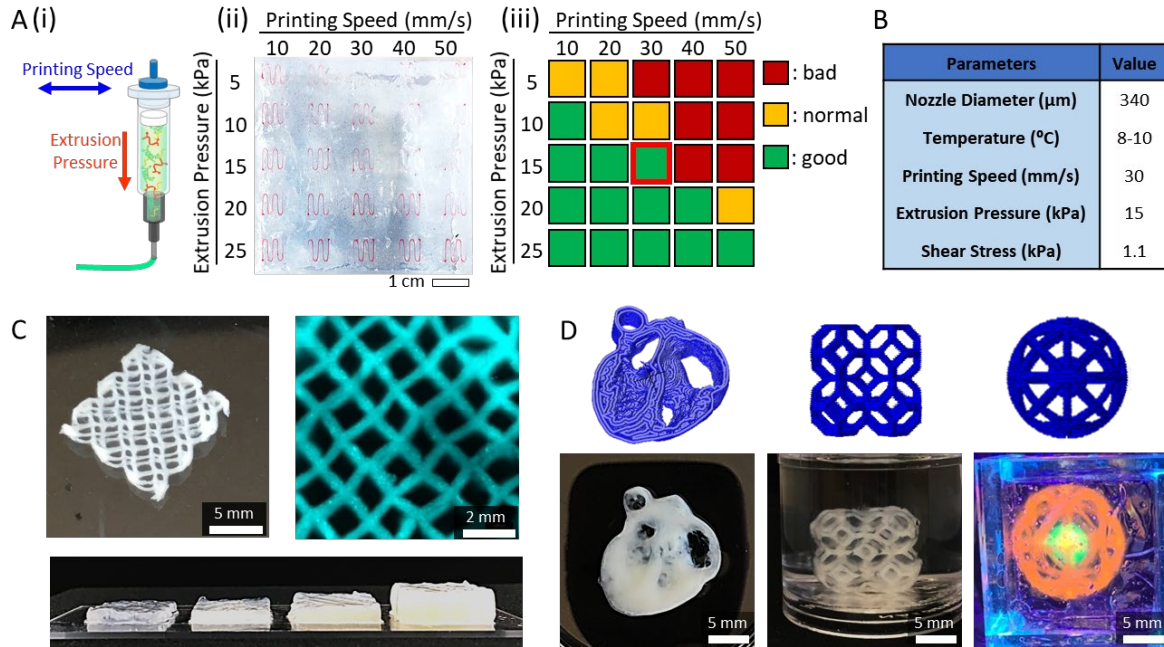 A (i)
Printing Speed
Extrusion
Pressure
(ii)
Printing Speed (mm/s)
10 20 30 40 50
Extrusion Pressure (kPa)
5
10
15
20
25
1 cm
(iii)
Printing Speed (mm/s)
10 20 30 40 50
Extrusion Pressure (kPa)
5
10
15
20
25
: bad
: normal
: good
B
Parameters Value
Nozzle Diameter (µm) 340
Temperature (⁰C) 8-10
Printing Speed (mm/s) 30
Extrusion Pressure (kPa) 15
Shear Stress (kPa) 1.1
C
5 mm
2 mm
D
5 mm
5 mm
5 mm